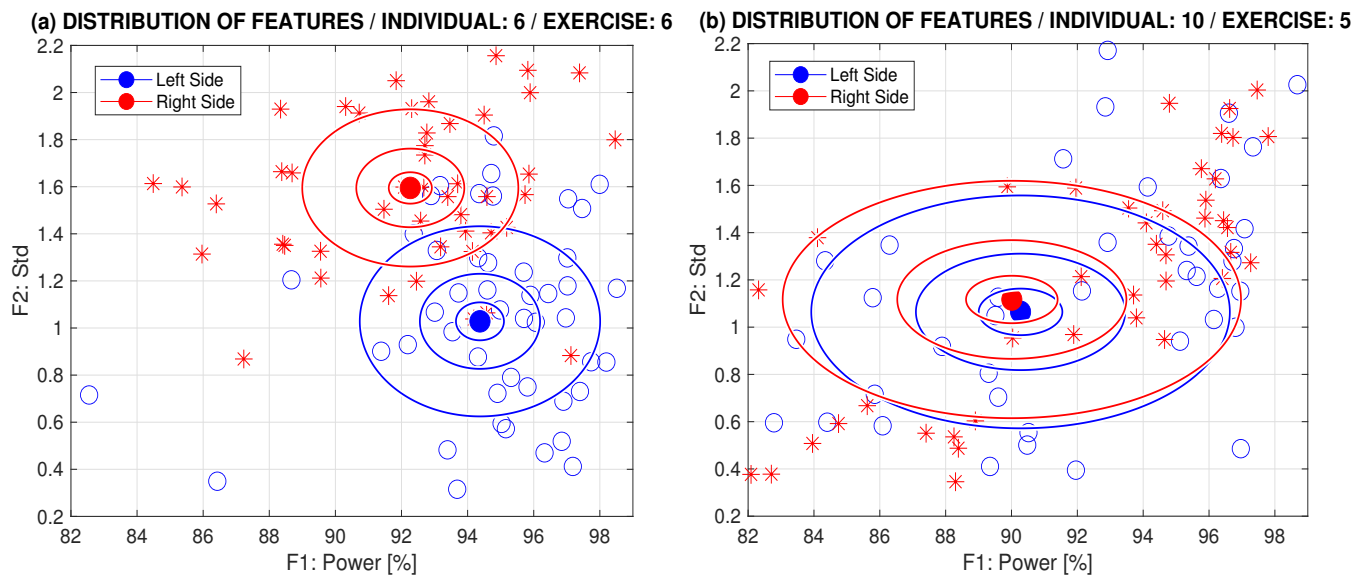 (a) DISTRIBUTION OF FEATURES / INDIVIDUAL: 6 / EXERCISE: 6
2.2
2
1.8
1.6
1.4
1.2
1
0.8
0.6
0.4
0.2
F2: Std
Left Side
Right Side
82 84 86 88 90 92 94 96 98
F1: Power [%]
(b) DISTRIBUTION OF FEATURES / INDIVIDUAL: 10 / EXERCISE: 5
2.2
2
1.8
1.6
1.4
1.2
1
0.8
0.6
0.4
0.2
F2: Std
Left Side
Right Side
82 84 86 88 90 92 94 96 98
F1: Power [%]